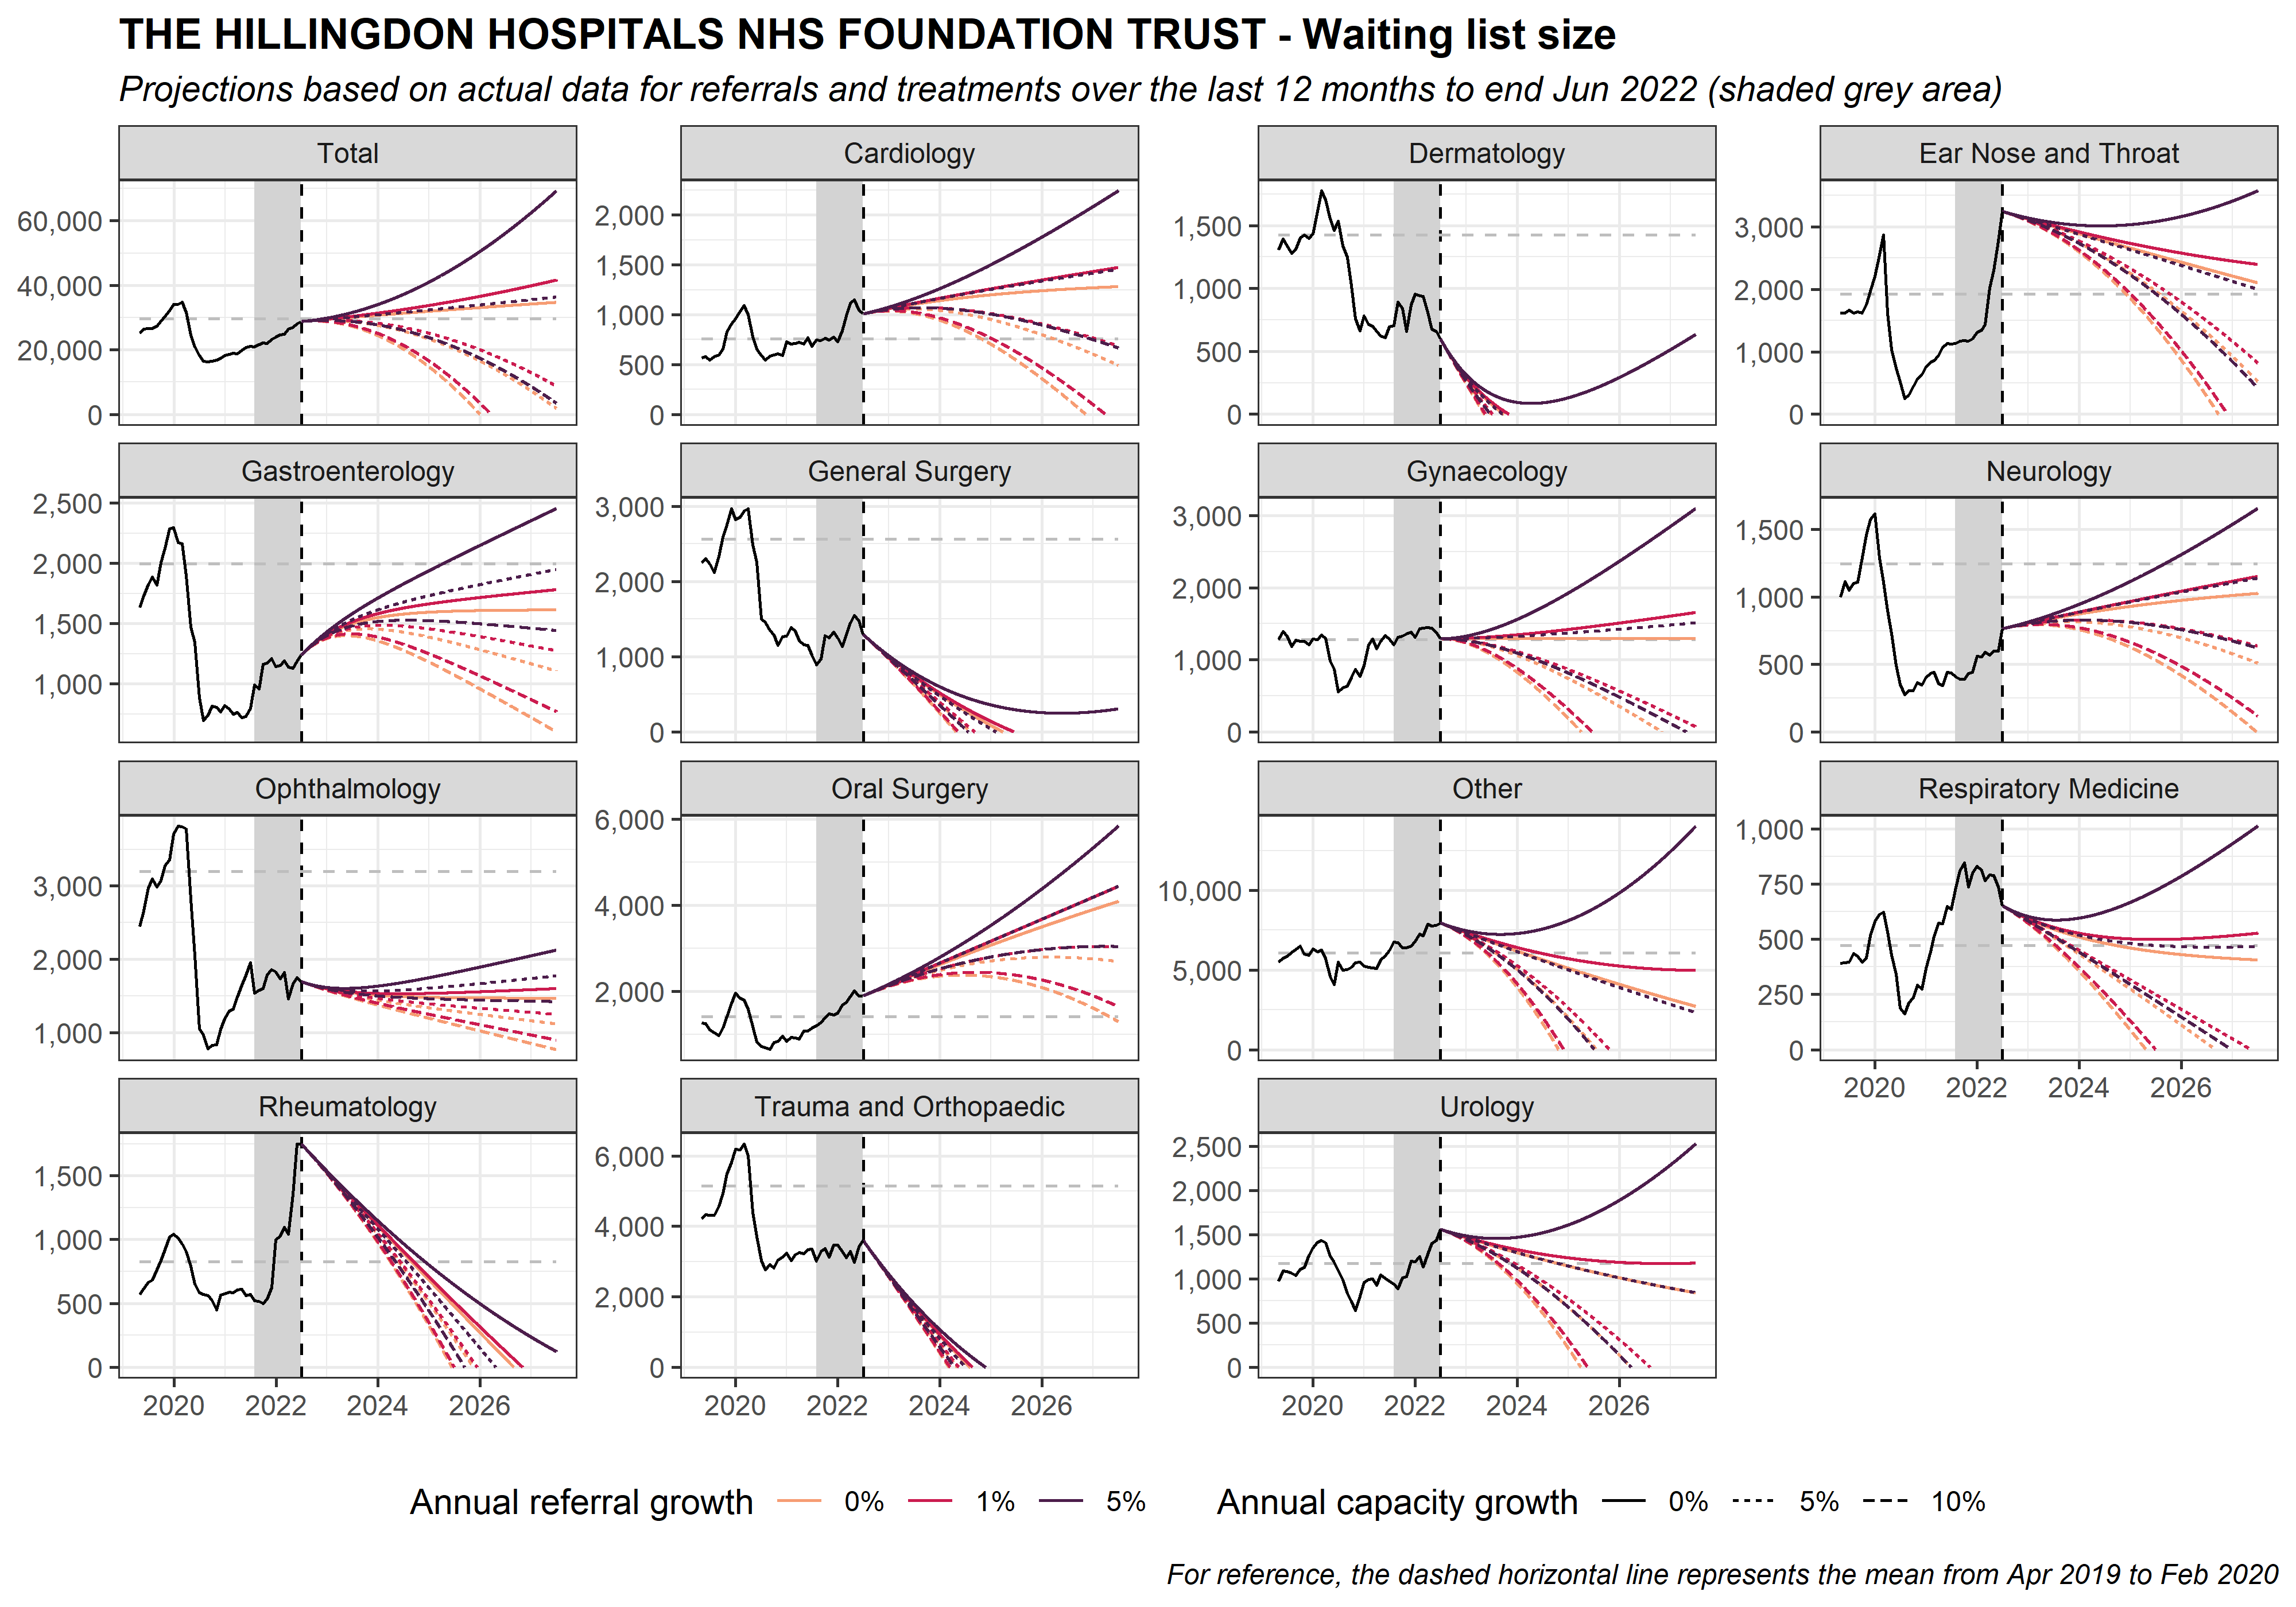 THE HILLINGDON HOSPITALS NHS FOUNDATION TRUST - Waiting list size
Projections based on actual data for referrals and treatments over the last 12 months to end Jun 2022 (shaded grey area)
Total
60,000
40,000
20,000
0
Cardiology
2,000
1,500
1,000
500
0
Dermatology
1,500
1,000
500
0
Ear Nose and Throat
3,000
2,000
1,000
0
Gastroenterology
2,500
2,000
1,500
1,000
General Surgery
3,000
2,000
1,000
0
Gynaecology
3,000
2,000
1,000
0
Neurology
1,500
1,000
500
0
Ophthalmology
3,000
2,000
1,000
Oral Surgery
6,000
4,000
2,000
Other
10,000
5,000
0
Respiratory Medicine
1,000
750
500
250
0
2020 2022 2024 2026
Rheumatology
1,500
1,000
500
0
2020 2022 2024 2026
Trauma and Orthopaedic
6,000
4,000
2,000
0
2020 2022 2024 2026
Urology
2,500
2,000
1,500
1,000
500
0
2020 2022 2024 2026
Annual referral growth 0% 1% 5% Annual capacity growth 0% 5% 10%
For reference, the dashed horizontal line represents the mean from Apr 2019 to Feb 2020